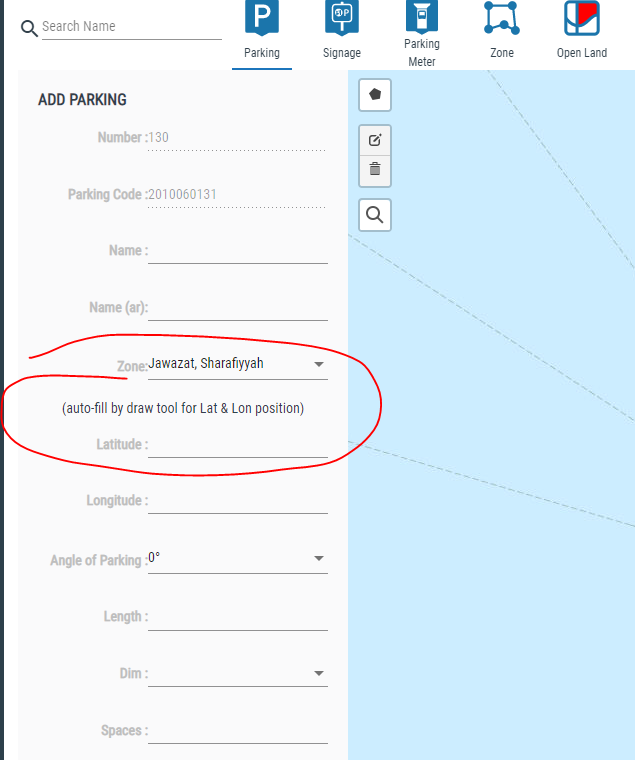 Search Name
Parking
Signage
Parking
Meter
Zone
Open Land
ADD PARKING
Number :130
Parking Code :2010060131
Name :
Name (ar):
Zone:Jawazat, Sharafiyyah
(auto-fill by draw tool for Lat & Lon position)
Latitude :
Longitude :
Angle of Parking :0°
Length :
Dim :
Spaces :